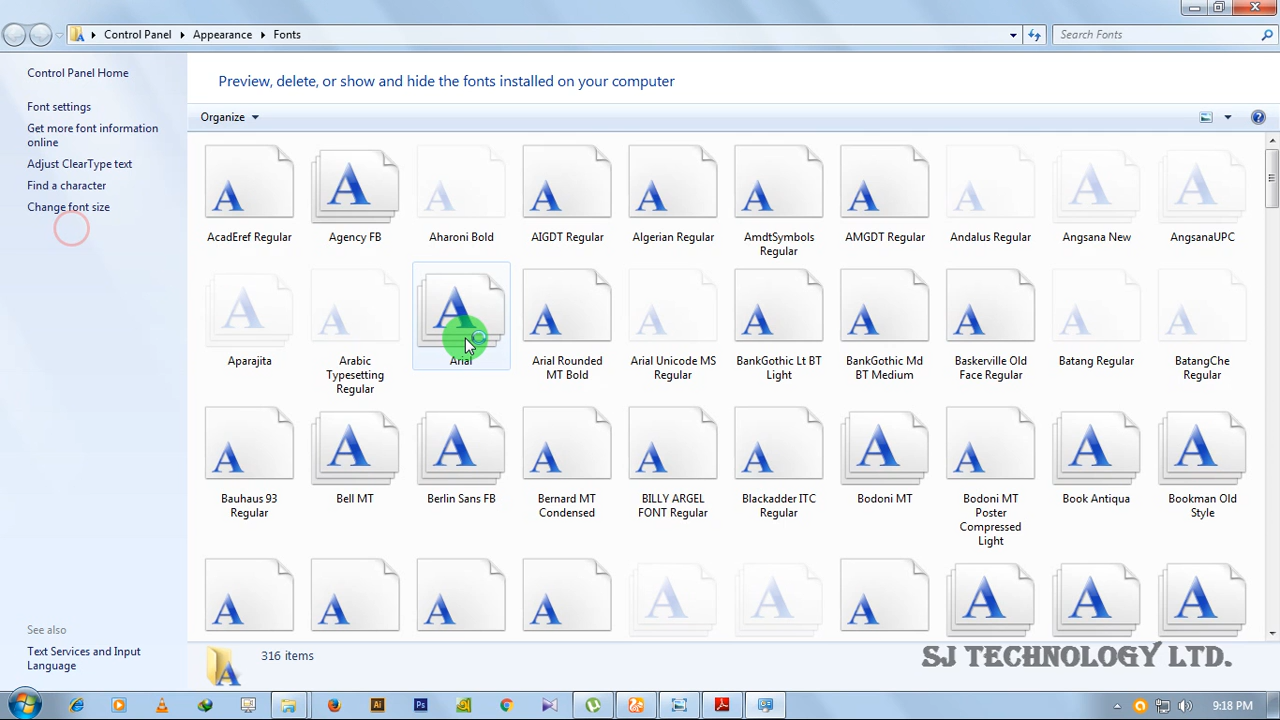 Control Panel Appearance Fonts
Search Fonts
Control Panel Home
Font settings
Get more font information
online
Adjust ClearType text
Find a character
Change font size
See also
Text Services and Input
Language
Preview, delete, or show and hide the fonts installed on your computer
Organize
AcadEref Regular
Agency FB
Aharoni Bold
AIGDT Regular
Algerian Regular
AmdtSymbols
Regular
AMGDT Regular
Andalus Regular
Angsana New
AngsanaUPC
Aparajita
Arabic
Typesetting
Regular
Arial
Arial Rounded
MT Bold
Arial Unicode MS
Regular
BankGothic Lt BT
Light
BankGothic Md
BT Medium
Baskerville Old
Face Regular
Batang Regular
BatangChe
Regular
Bauhaus 93
Regular
Bell MT
Berlin Sans FB
Bernard MT
Condensed
BILLY ARGEL
FONT Regular
Blackadder ITC
Regular
Bodoni MT
Bodoni MT
Poster
Compressed
Light
Book Antiqua
Bookman Old
Style
316 items
SJ TECHNOLOGY LTD.
9:18 PM